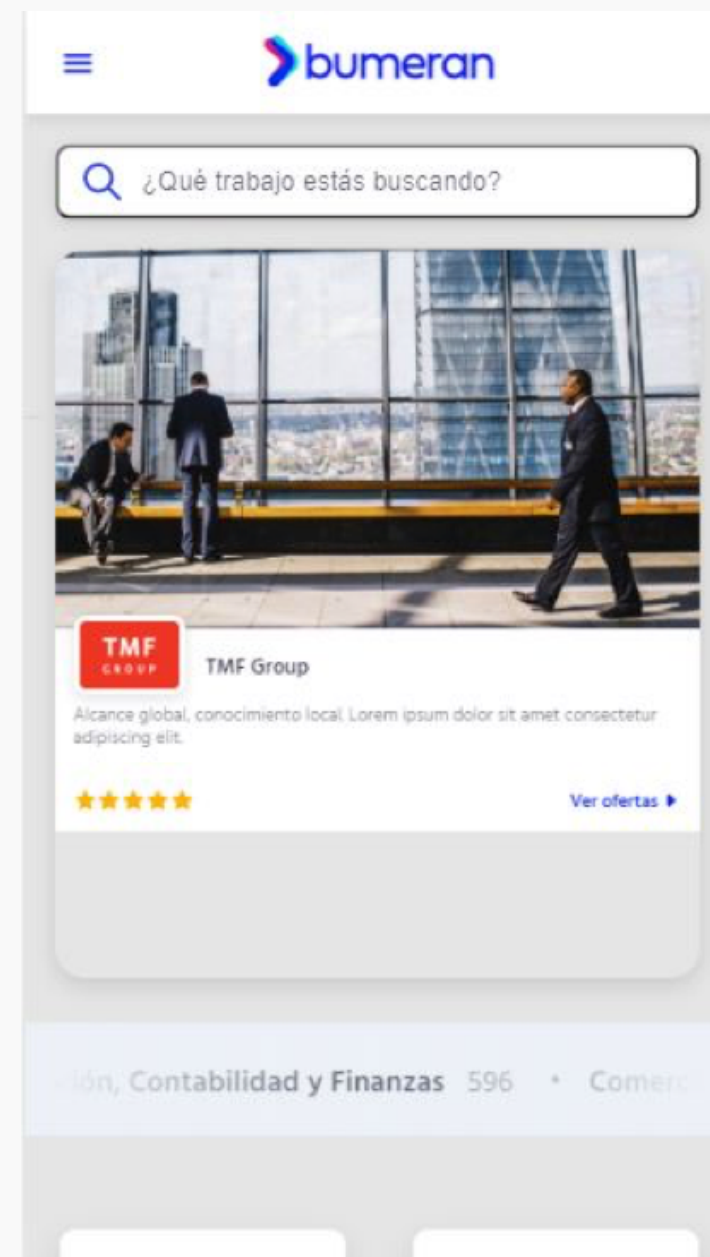 bumeran
¿Qué trabajo estás buscando?
TMF
GROUP
TMF Group
Alcance global, conocimiento local. Lorem ipsum dolor sit amet consectetur
adipiscing elit.
Ver ofertas
ión, Contabilidad y Finanzas 596 • Comerc